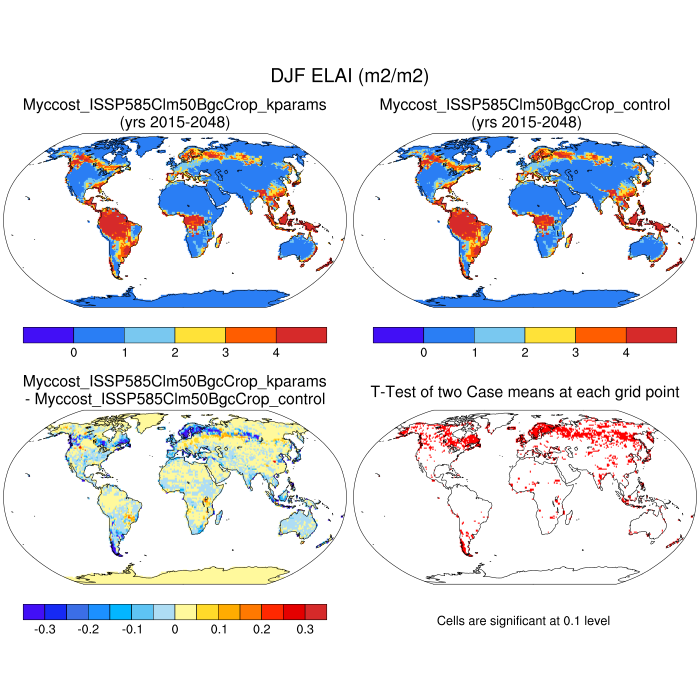 DJF ELAI (m2/m2)
Myccost_ISSP585Clm50BgcCrop_kparams
(yrs 2015-2048)
Myccost_ISSP585Clm50BgcCrop_control
(yrs 2015-2048)
0 1 2 3 4
0 1 2 3 4
Myccost_ISSP585Clm50BgcCrop_kparams
- Myccost_ISSP585Clm50BgcCrop_control
T-Test of two Case means at each grid point
-0.3 -0.2 -0.1 0 0.1 0.2 0.3
Cells are significant at 0.1 level